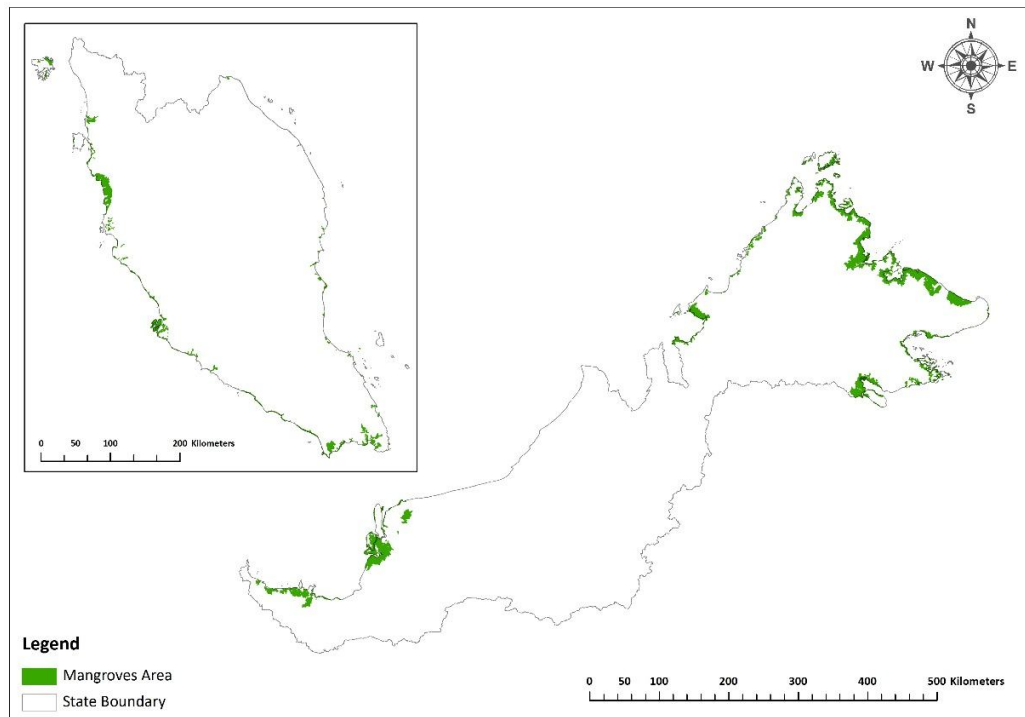 N
W E
S
0 50 100 200 Kilometers
Legend
Mangroves Area
State Boundary
0 50 100 200 300 400 500 Kilometers